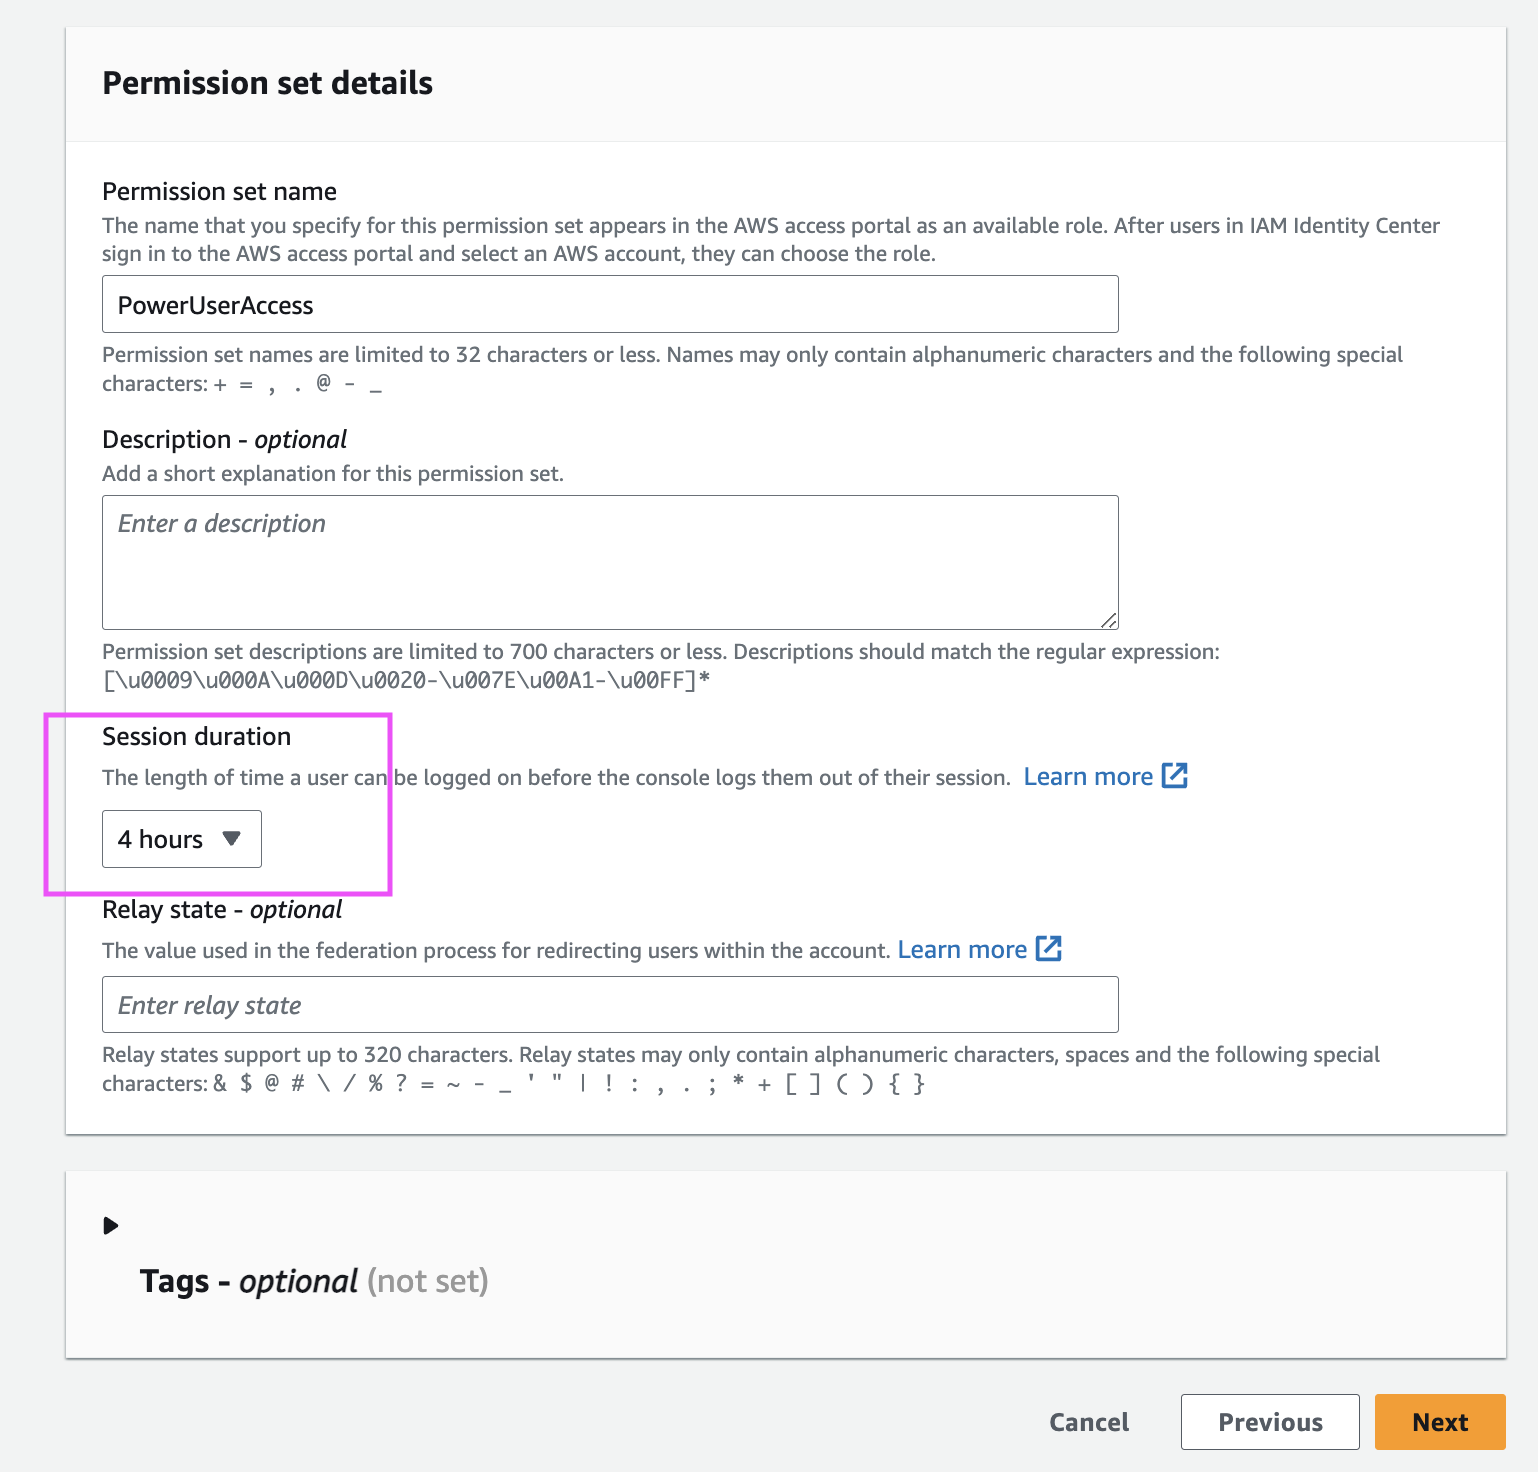 Permission set details
Permission set name
The name that you specify for this permission set appears in the AWS access portal as an available role. After users in IAM Identity Center
sign in to the AWS access portal and select an AWS account, they can choose the role.
PowerUserAccess
Permission set names are limited to 32 characters or less. Names may only contain alphanumeric characters and the following special
characters: + = , . @ - _
Description - optional
Add a short explanation for this permission set.
Enter a description
Permission set descriptions are limited to 700 characters or less. Descriptions should match the regular expression:
[\u0009\u000A\u000D\u0020-\u007E\u00A1-\u00FF]*
Session duration
The length of time a user can be logged on before the console logs them out of their session. Learn more
4 hours
Relay state - optional
The value used in the federation process for redirecting users within the account. Learn more
Enter relay state
Relay states support up to 320 characters. Relay states may only contain alphanumeric characters, spaces and the following special
characters: & $ @ # \ / % ? = ~ - _ ' " | ! : , . ; * + [ ] ( ) { }
Tags - optional (not set)
Cancel
Previous
Next